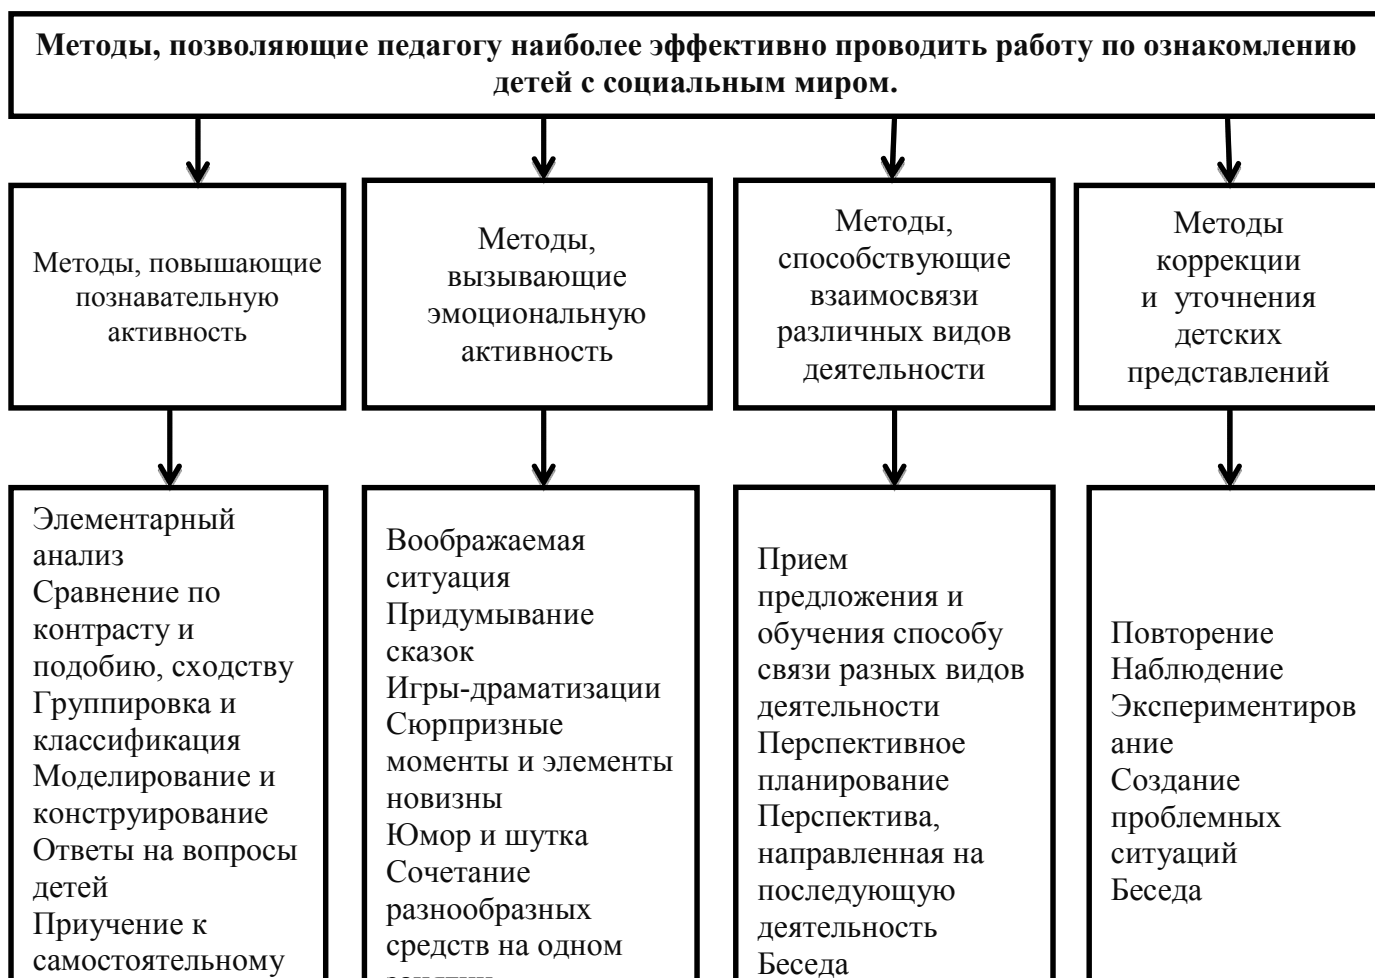 Методы, позволяющие педагогу наиболее эффективно проводить работу по ознакомлению
детей с социальным миром.
Методы, повышающие
познавательную
активность
Методы,
вызывающие
эмоциональную
активность
Методы,
способствующие
взаимосвязи
различных видов
деятельности
Методы
коррекции
и уточнения
детских
представлений
Элементарный
анализ
Сравнение по
контрасту и
подобию, сходству
Группировка и
классификация
Моделирование и
конструирование
Ответы на вопросы
детей
Приучение к
самостоятельному
Воображаемая
ситуация
Придумывание
сказок
Игры-драматизации
Сюрпризные
моменты и элементы
новизны
Юмор и шутка
Сочетание
разнообразных
средств на одном
Прием
предложения и
обучения способу
связи разных видов
деятельности
Перспективное
планирование
Перспектива,
направленная на
последующую
деятельность
Беседа
Повторение
Наблюдение
Экспериментиров
ание
Создание
проблемных
ситуаций
Беседа